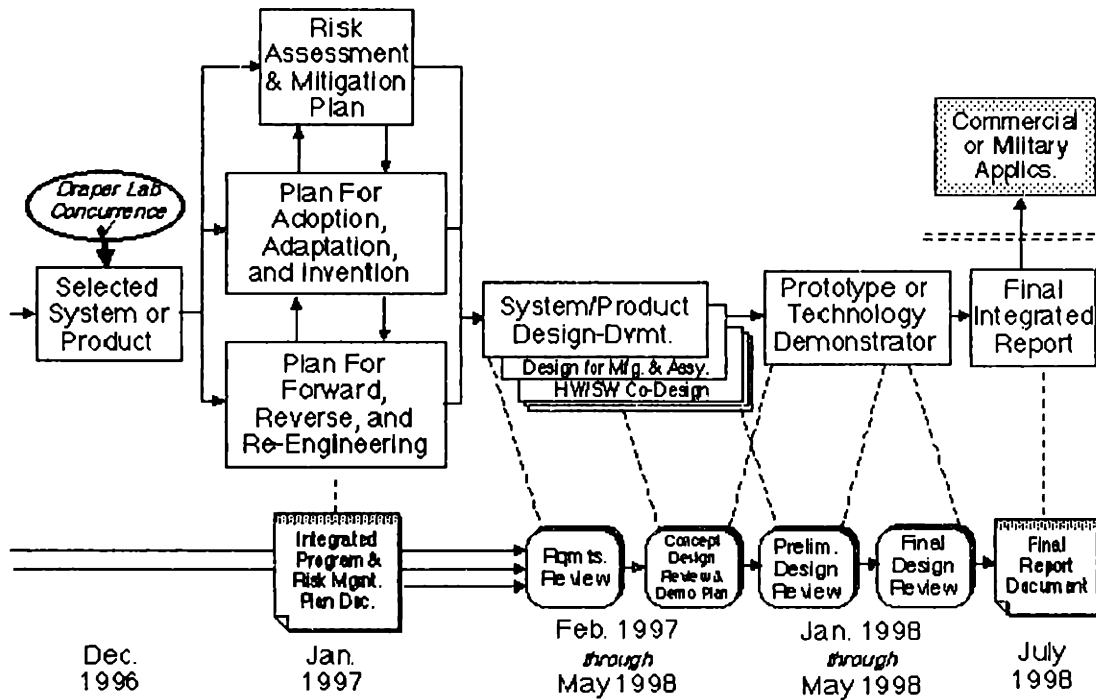 Risk
Assessment
& Mitigation
Plan
Commercial
or Military
Applics.
Draper Lab
Concurrence
Plan For
Adoption,
Adaptation,
and Invention
Selected
System or
Product
System/Product
Design-Dvmt.
Design for Mfg. & Assy.
HW/SW Co-Design
Prototype or
Technology
Demonstrator
Final
Integrated
Report
Plan For
Forward,
Reverse, and
Re-Engineering
Integrated
Program &
Risk Mgnt.
Plan Doc.
Rqmts.
Review
Concept
Design
Review &
Demo Plan
Prelim.
Design
Review
Final
Design
Review
Final
Report
Document
Dec.
1996
Jan.
1997
Feb. 1997
through
May 1998
Jan. 1998
through
May 1998
July
1998